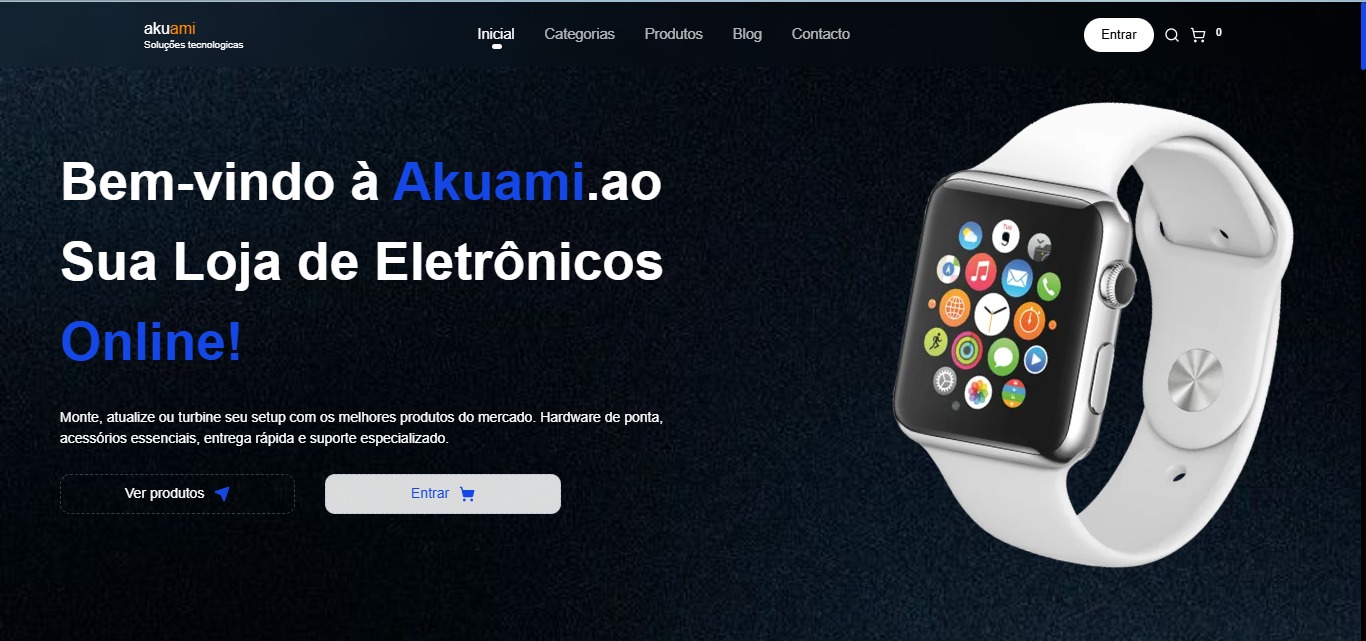 akuami
Soluções tecnologicas
Inicial
Categorias
Produtos
Blog
Contacto
Entrar
0
Bem-vindo à Akuami.ao
Sua Loja de Eletrônicos
Online!
Monte, atualize ou turbine seu setup com os melhores produtos do mercado. Hardware de ponta,
acessórios essenciais, entrega rápida e suporte especializado.
Ver produtos
Entrar
9